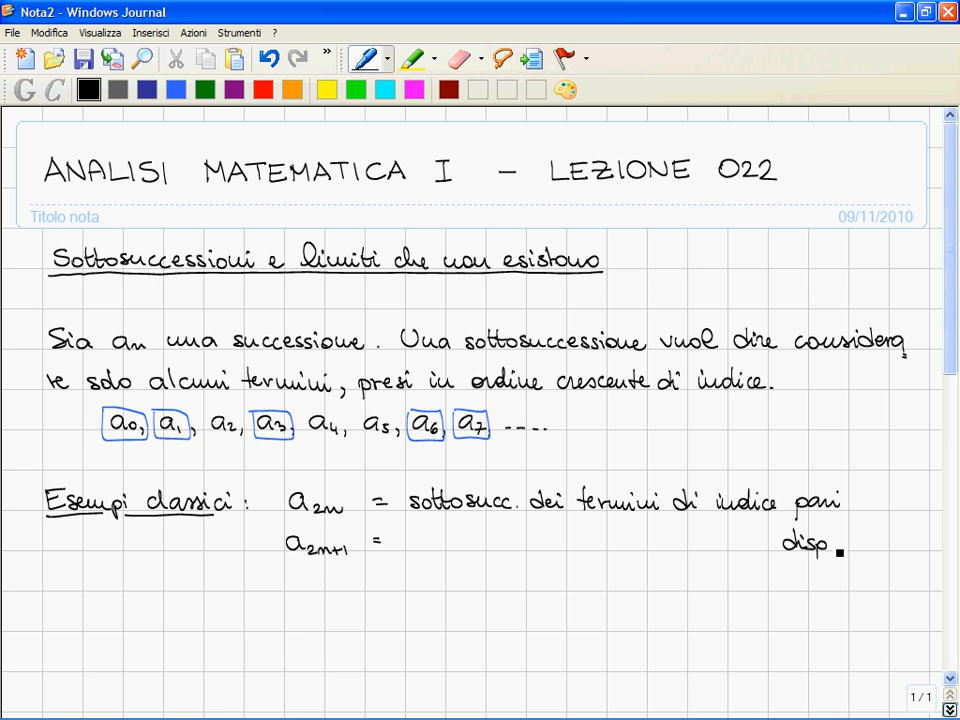 Nota2 - Windows Journal
File Modifica Visualizza Inserisci Azioni Strumenti ?
G C
ANALISI MATEMATICA I - LEZIONE 022
Titolo nota 09/11/2010
Sottosuccessioni e limiti che non esistono
Sia an una successione. Una sottosuccessione vuol dire considera
re solo alcuni termini, presi in ordine crescente di indice.
a0, a1, a2, a3, a4, a5, a6, a7 ....
Esempi classici: a2n = sottosucc. dei termini di indice pari
a2n+1 = disp
1 / 1